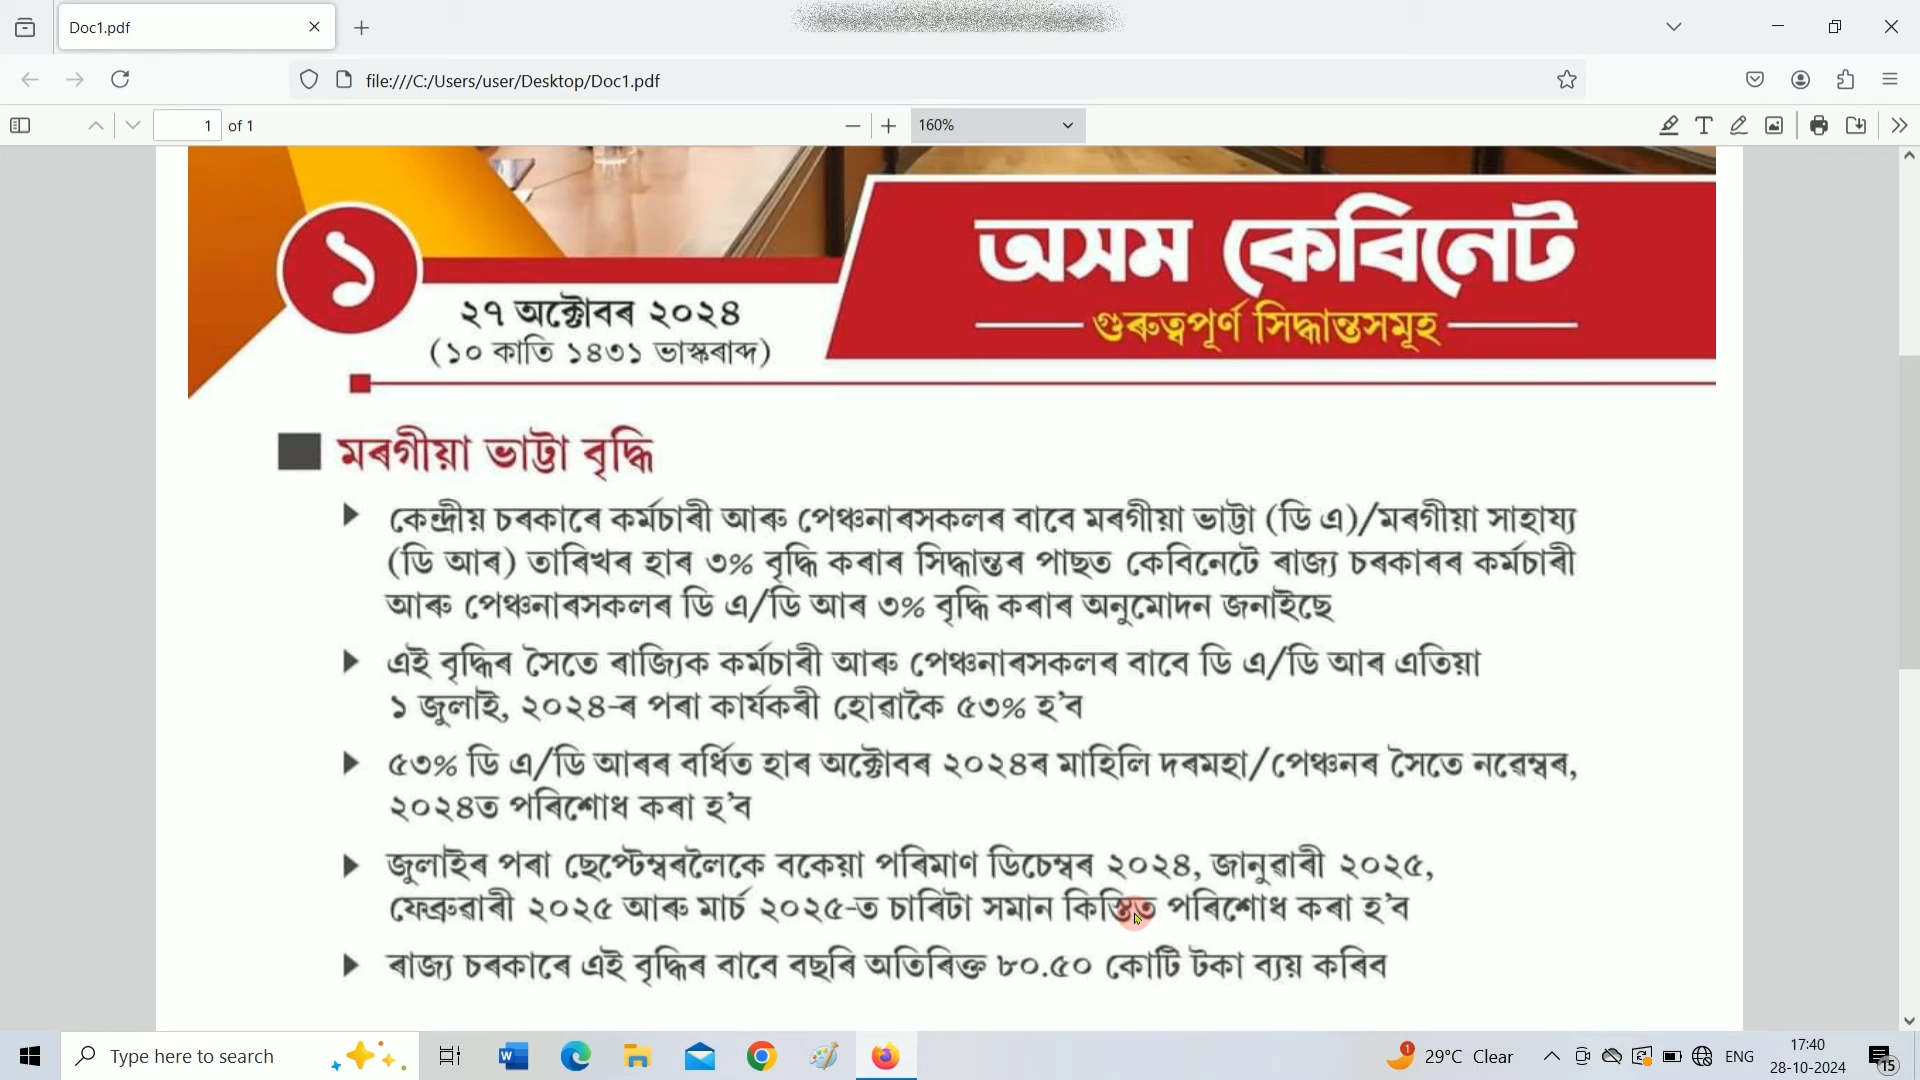 Doc1.pdf
file:///C:/Users/user/Desktop/Doc1.pdf
1 of 1
160%
১
২৭ অক্টোবৰ ২০২৪
(১০ কাতি ১৪৩১ ভাস্কৰাব্দ)
অসম কেবিনেট
গুৰুত্বপূৰ্ণ সিদ্ধান্তসমূহ
মৰগীয়া ভাট্টা বৃদ্ধি
কেন্দ্ৰীয় চৰকাৰে কৰ্মচাৰী আৰু পেঞ্চনাৰসকলৰ বাবে মৰগীয়া ভাট্টা (ডি এ)/মৰগীয়া সাহায্য
(ডি আৰ) তাৰিখৰ হাৰ ৩% বৃদ্ধি কৰাৰ সিদ্ধান্তৰ পাছত কেবিনেটে ৰাজ্য চৰকাৰৰ কৰ্মচাৰী
আৰু পেঞ্চনাৰসকলৰ ডি এ/ডি আৰ ৩% বৃদ্ধি কৰাৰ অনুমোদন জনাইছে
এই বৃদ্ধিৰ সৈতে ৰাজ্যিক কৰ্মচাৰী আৰু পেঞ্চনাৰসকলৰ বাবে ডি এ/ডি আৰ এতিয়া
১ জুলাই, ২০২৪-ৰ পৰা কাৰ্যকৰী হোৱাকৈ ৫৩% হ'ব
৫৩% ডি এ/ডি আৰৰ বৰ্ধিত হাৰ অক্টোবৰ ২০২৪ৰ মাহিলি দৰমহা/পেঞ্চনৰ সৈতে নৱেম্বৰ,
২০২৪ত পৰিশোধ কৰা হ'ব
জুলাইৰ পৰা ছেপ্টেম্বৰলৈকে বকেয়া পৰিমাণ ডিচেম্বৰ ২০২৪, জানুৱাৰী ২০২৫,
ফেব্ৰুৱাৰী ২০২৫ আৰু মাৰ্চ ২০২৫-ত চাৰিটা সমান কিস্তিত পৰিশোধ কৰা হ'ব
ৰাজ্য চৰকাৰে এই বৃদ্ধিৰ বাবে বছৰি অতিৰিক্ত ৮০.৫০ কোটি টকা ব্যয় কৰিব
Type here to search
1
29°C Clear
ENG
17:40
28-10-2024
15